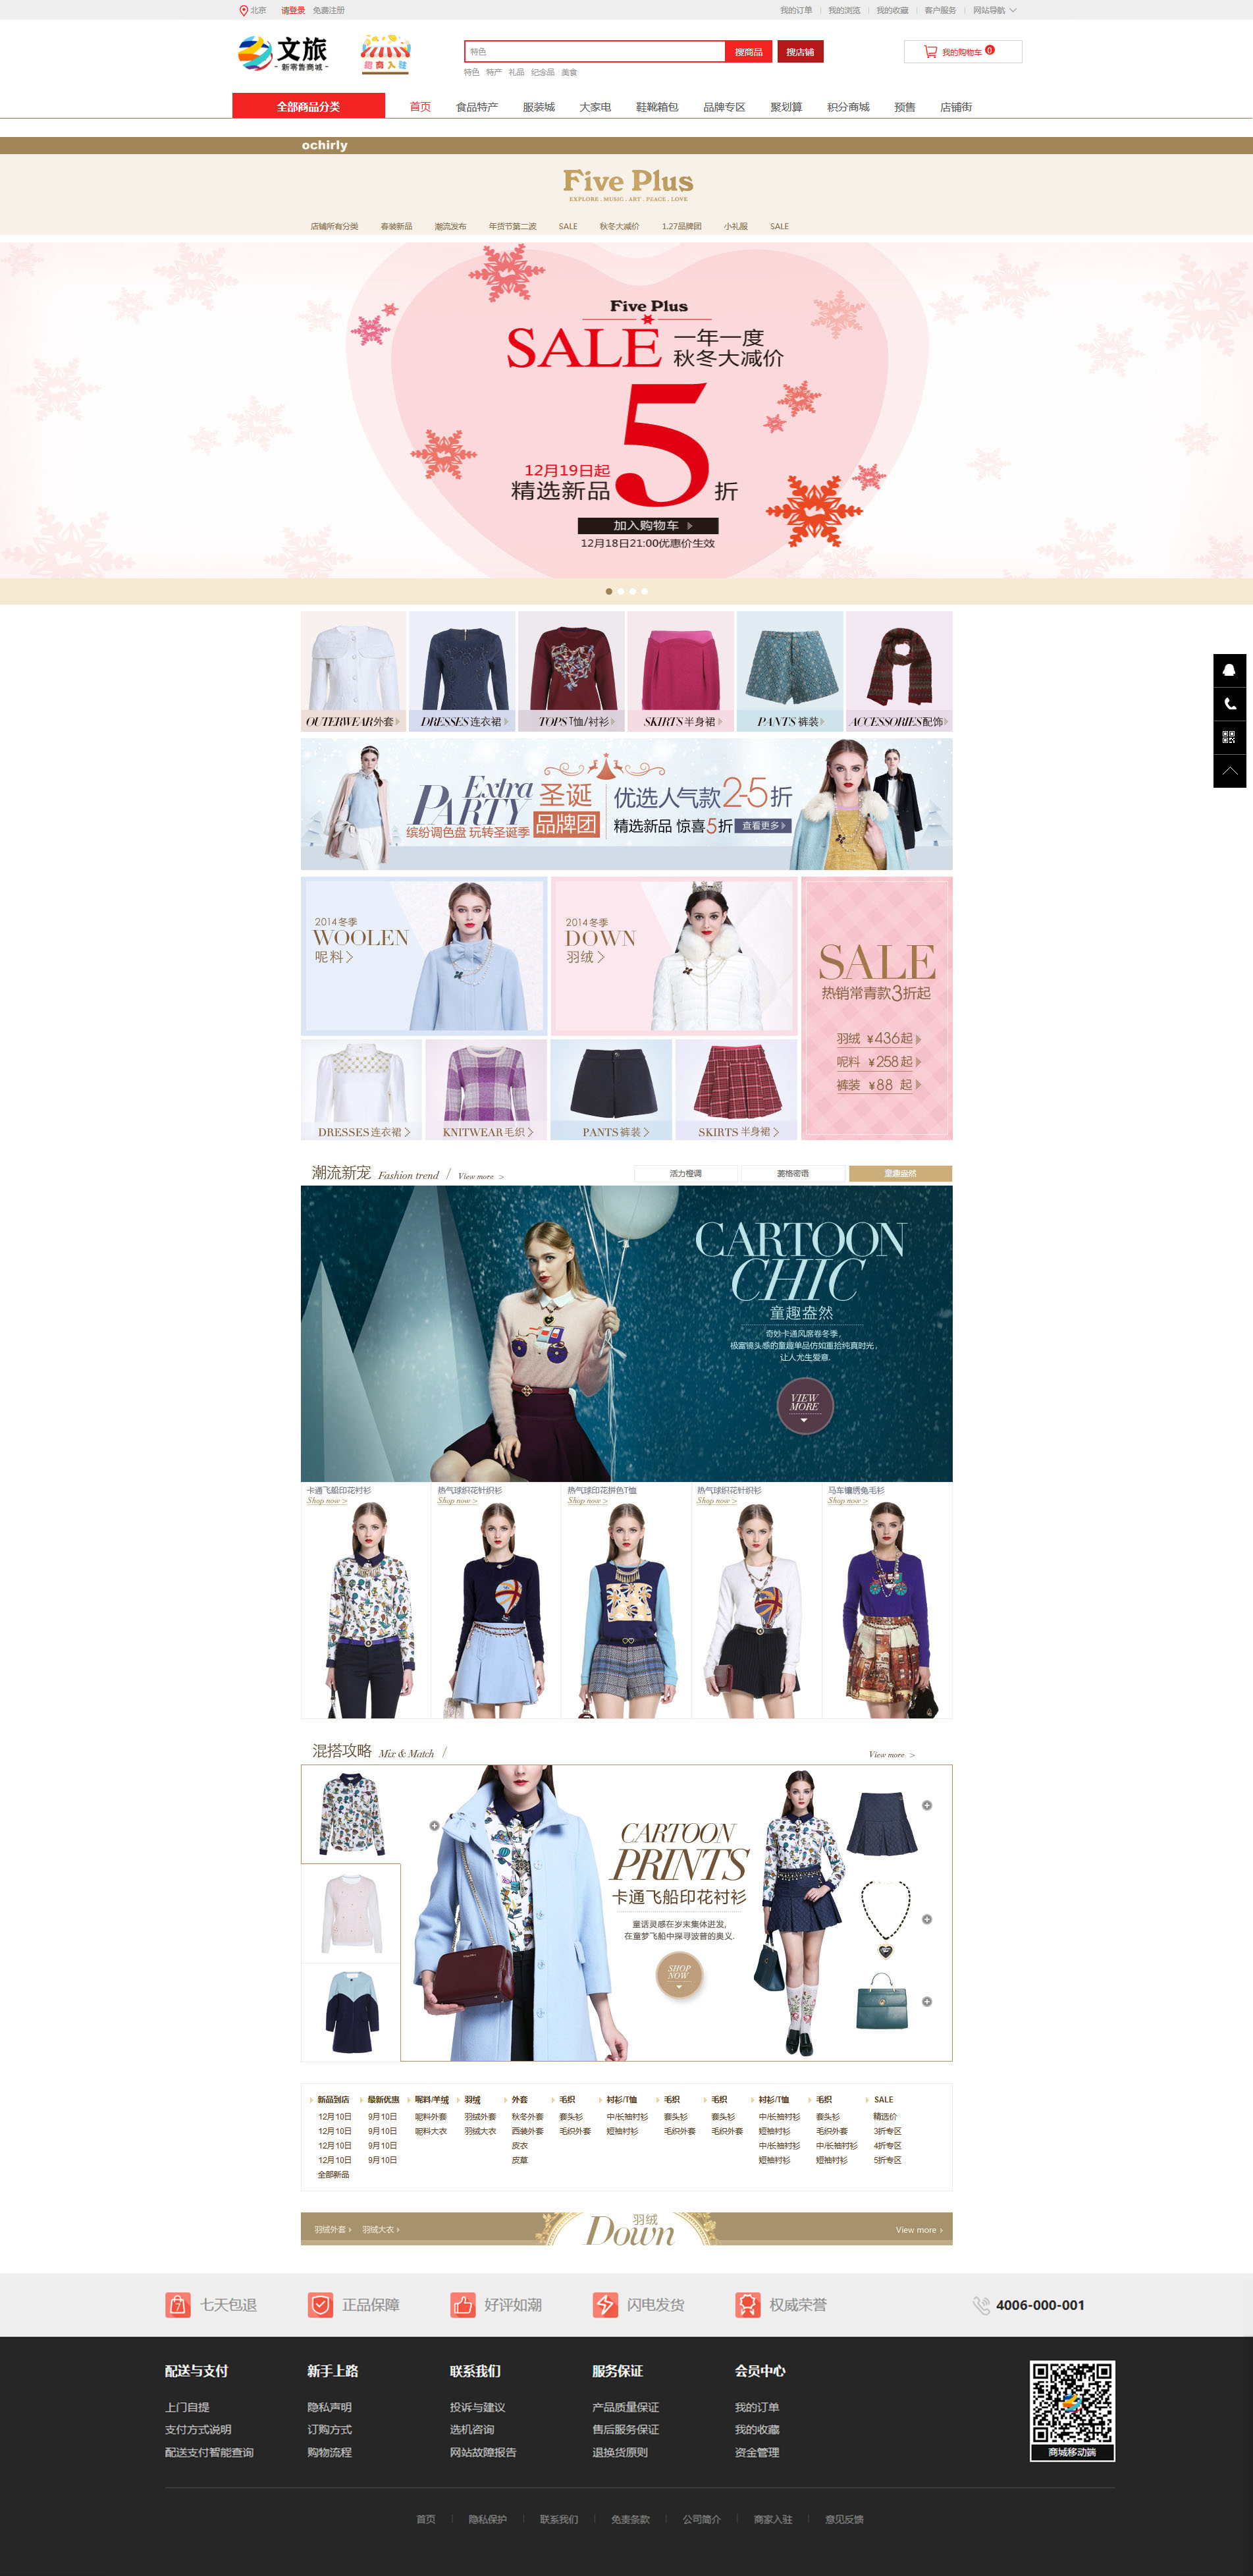 北京 请登录 免费注册 我的订单 我的浏览 我的收藏 客户服务 网站导航
文旅
-新零售商城-
超商入驻
特色 搜商品 搜店铺
我的购物车 0
特色 特产 礼品 纪念品 美食
全部商品分类 首页 食品特产 服装城 大家电 鞋靴箱包 品牌专区 聚划算 积分商城 预售 店铺街
ochirly
Five Plus
EXPLORE . MUSIC . ART . PEACE . LOVE
店铺所有分类 春装新品 潮流发布 年货节第二波 SALE 秋冬大减价 1.27品牌团 小礼服 SALE
Five Plus
SALE 一年一度
秋冬大减价
12月19日起
精选新品 5 折
加入购物车
12月18日21:00优惠价生效
OUTERWEAR外套 DRESSES连衣裙 TOPST恤/衬衫 SKIRTS半身裙 PANTS裤装 ACCESSORIES配饰
Extra
PARTY
缤纷调色盘 玩转圣诞季
圣诞
品牌团
优选人气款2-5折
精选新品 惊喜5折 查看更多
2014冬季
WOOLEN
呢料
2014冬季
DOWN
羽绒
SALE
热销常青款3折起
羽绒 ¥436起
呢料 ¥258起
裤装 ¥88 起
DRESSES连衣裙 KNITWEAR毛织 PANTS裤装 SKIRTS半身裙
潮流新宠 Fashion trend / View more >
活力橙调 菱格密语 童趣盎然
CARTOON
CHIC
童趣盎然
奇妙卡通风席卷冬季,
极富镜头感的童趣单品仿如重拾纯真时光,
让人尤生爱意.
VIEW
MORE
卡通飞船印花衬衫 热气球织花针织衫 热气球印花拼色T恤 热气球织花针织衫 马车镶绣兔毛衫
Shop now > Shop now > Shop now > Shop now > Shop now >
混搭攻略 Mix & Match / View more >
CARTOON
PRINTS
卡通飞船印花衬衫
童话灵感在岁末集体迸发,
在童梦飞船中探寻波普的奥义.
SHOP
NOW
新品到店 最新优惠 呢料/羊绒 羽绒 外套 毛织 衬衫/T恤 毛织 毛织 衬衫/T恤 毛织 SALE
12月10日 9月10日 呢料外套 羽绒外套 秋冬外套 套头衫 中/长袖衬衫 套头衫 套头衫 中/长袖衬衫 套头衫 精选价
12月10日 9月10日 呢料大衣 羽绒大衣 西装外套 毛织外套 短袖衬衫 毛织外套 毛织外套 短袖衬衫 毛织外套 3折专区
12月10日 9月10日 皮衣 中/长袖衬衫 中/长袖衬衫 4折专区
12月10日 9月10日 皮草 短袖衬衫 短袖衬衫 5折专区
全部新品
羽绒外套 羽绒大衣 羽绒 View more
Down
七天包退 正品保障 好评如潮 闪电发货 权威荣誉 4006-000-001
配送与支付 新手上路 联系我们 服务保证 会员中心
上门自提 隐私声明 投诉与建议 产品质量保证 我的订单
支付方式说明 订购方式 选机咨询 售后服务保证 我的收藏
配送支付智能查询 购物流程 网站故障报告 退换货原则 资金管理
商城移动端
首页 隐私保护 联系我们 免责条款 公司简介 商家入驻 意见反馈